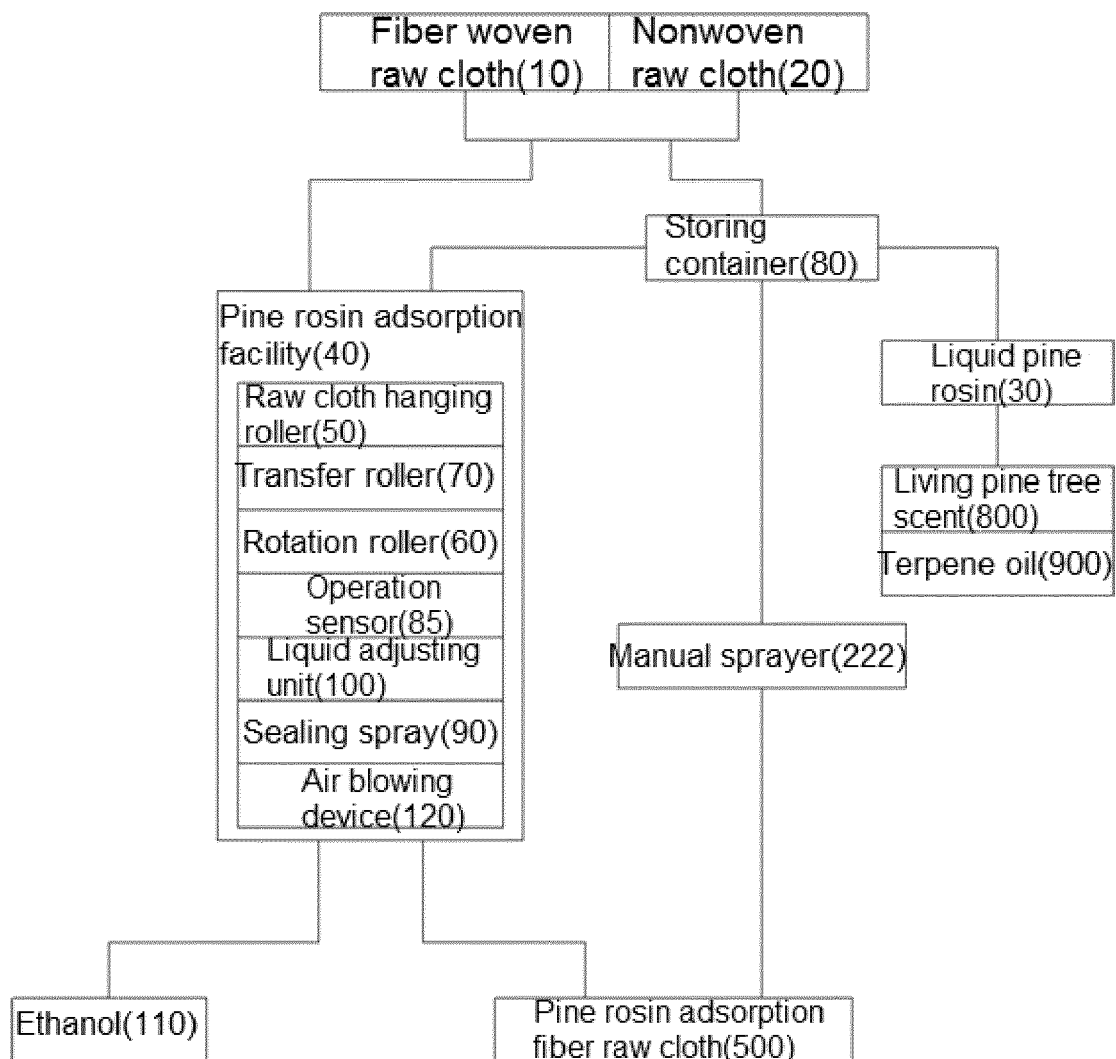 Fiber woven
raw cloth(10)
Nonwoven
raw cloth(20)
Storing
container(80)
Pine rosin adsorption
facility(40)
Raw cloth hanging
roller(50)
Transfer roller(70)
Rotation roller(60)
Operation
sensor(85)
Liquid adjusting
unit(100)
Sealing spray(90)
Air blowing
device(120)
Liquid pine
rosin(30)
Living pine tree
scent(800)
Terpene oil(900)
Manual sprayer(222)
Ethanol(110)
Pine rosin adsorption
fiber raw cloth(500)